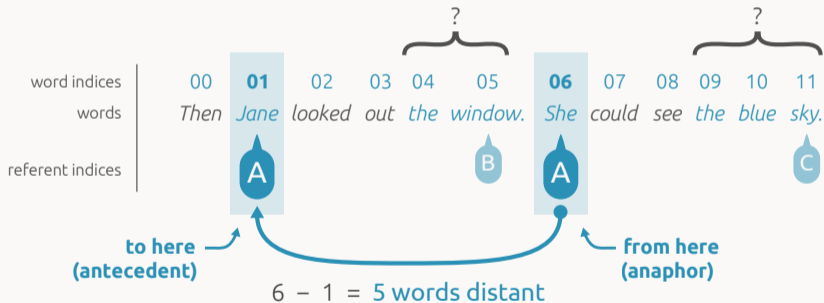 ? ?
word indices 00 01 02 03 04 05 06 07 08 09 10 11
words Then Jane looked out the window. She could see the blue sky.
referent indices A B A C
to here from here
(antecedent) (anaphor)
6 – 1 = 5 words distant